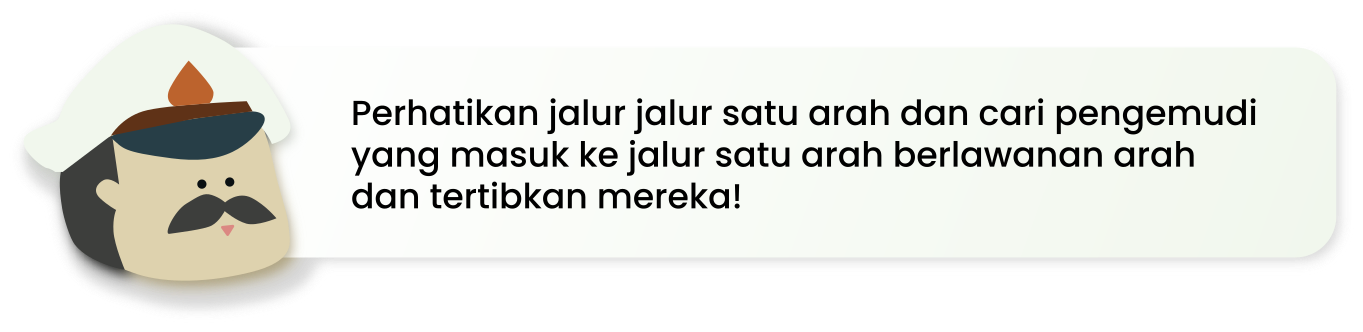 Perhatikan jalur jalur satu arah dan cari pengemudi
yang masuk ke jalur satu arah berlawanan arah
dan tertibkan mereka!